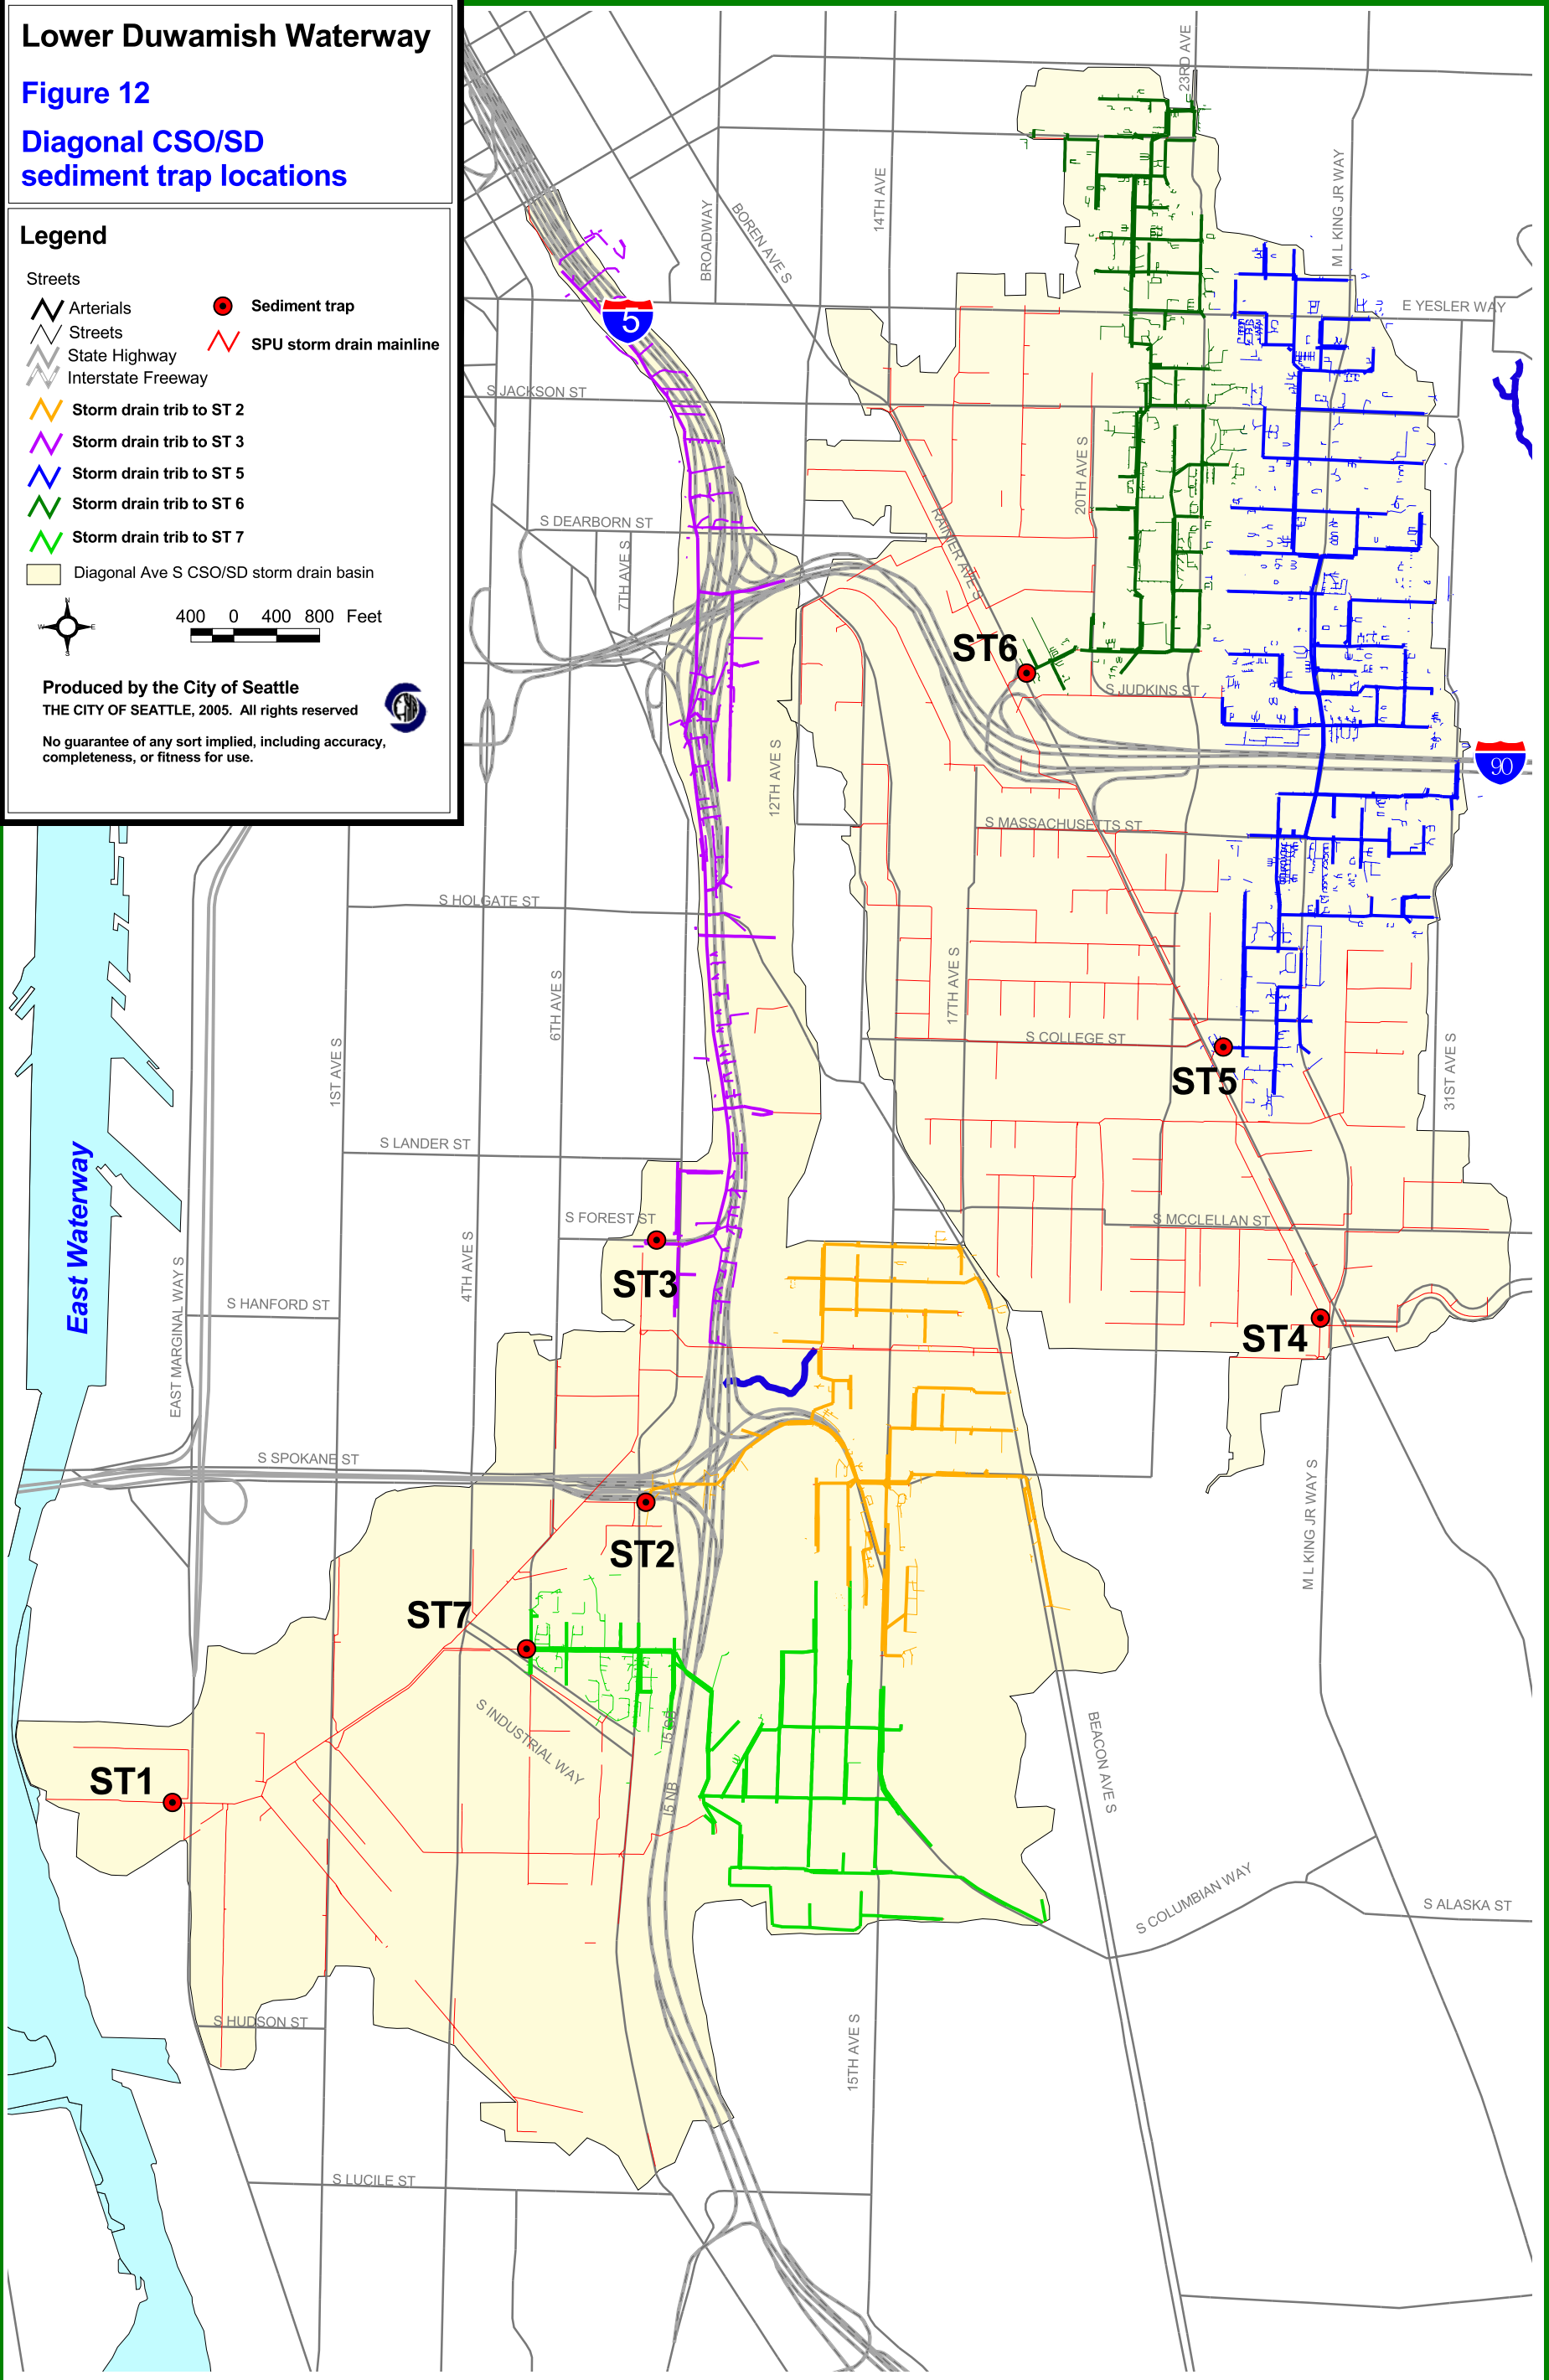 Lower Duwamish Waterway
Figure 12
Diagonal CSO/SD
sediment trap locations
Legend
Streets
Arterials
Streets
State Highway
Interstate Freeway
Sediment trap
SPU storm drain mainline
Storm drain trib to ST 2
Storm drain trib to ST 3
Storm drain trib to ST 5
Storm drain trib to ST 6
Storm drain trib to ST 7
Diagonal Ave S CSO/SD storm drain basin
N
W
E
S
400 0 400 800 Feet
Produced by the City of Seattle
THE CITY OF SEATTLE, 2005. All rights reserved
No guarantee of any sort implied, including accuracy,
completeness, or fitness for use.
23RD AVE
M L KING JR WAY
14TH AVE
BROADWAY
BOREN AVE S
E YESLER WAY
5
S JACKSON ST
20TH AVE S
RAINIER AVE S
S DEARBORN ST
7TH AVE S
ST6
S JUDKINS ST
90
12TH AVE S
S MASSACHUSETTS ST
S HOLGATE ST
17TH AVE S
6TH AVE S
S COLLEGE ST
ST5
1ST AVE S
31ST AVE S
S LANDER ST
East Waterway
S FOREST ST
S MCCLELLAN ST
ST3
4TH AVE S
EAST MARGINAL WAY S
S HANFORD ST
ST4
S SPOKANE ST
M L KING JR WAY S
ST2
ST7
S INDUSTRIAL WAY
I5 SB
I5 NB
ST1
BEACON AVE S
S COLUMBIAN WAY
S ALASKA ST
S HUDSON ST
15TH AVE S
S LUCILE ST